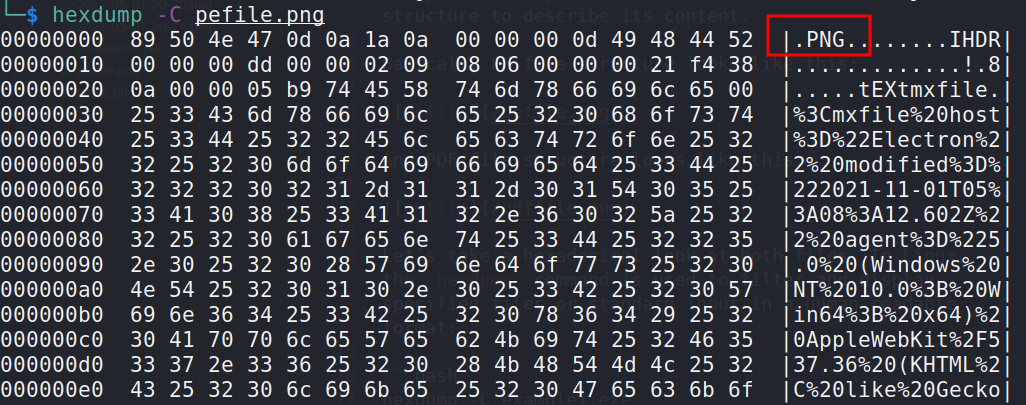 └─$ hexdump -C pefile.png
00000000  89 50 4e 47 0d 0a 1a 0a  00 00 00 0d 49 48 44 52  |.PNG........IHDR|
00000010  00 00 00 dd 00 00 02 09  08 06 00 00 00 21 f4 38  |.............!.8|
00000020  0a 00 00 05 b9 74 45 58  74 6d 78 66 69 6c 65 00  |.....tEXtmxfile.|
00000030  25 33 43 6d 78 66 69 6c  65 25 32 30 68 6f 73 74  |%3Cmxfile%20host|
00000040  25 33 44 25 32 32 45 6c  65 63 74 72 6f 6e 25 32  |%3D%22Electron%2|
00000050  32 25 32 30 6d 6f 64 69  66 69 65 64 25 33 44 25  |2%20modified%3D%|
00000060  32 32 32 30 32 31 2d 31  31 2d 30 31 54 30 35 25  |222021-11-01T05%|
00000070  33 41 30 38 25 33 41 31  32 2e 36 30 32 5a 25 32  |3A08%3A12.602Z%2|
00000080  32 25 32 30 61 67 65 6e  74 25 33 44 25 32 32 35  |2%20agent%3D%225|
00000090  2e 30 25 32 30 28 57 69  6e 64 6f 77 73 25 32 30  |.0%20(Windows%20|
000000a0  4e 54 25 32 30 31 30 2e  30 25 33 42 25 32 30 57  |NT%2010.0%3B%20W|
000000b0  69 6e 36 34 25 33 42 25  32 30 78 36 34 29 25 32  |in64%3B%20x64)%2|
000000c0  30 41 70 70 6c 65 57 65  62 4b 69 74 25 32 46 35  |0AppleWebKit%2F5|
000000d0  33 37 2e 33 36 25 32 30  28 4b 48 54 4d 4c 25 32  |37.36%20(KHTML%2|
000000e0  43 25 32 30 6c 69 6b 65  25 32 30 47 65 63 6b 6f  |C%20like%20Gecko|
structure to describe its content.